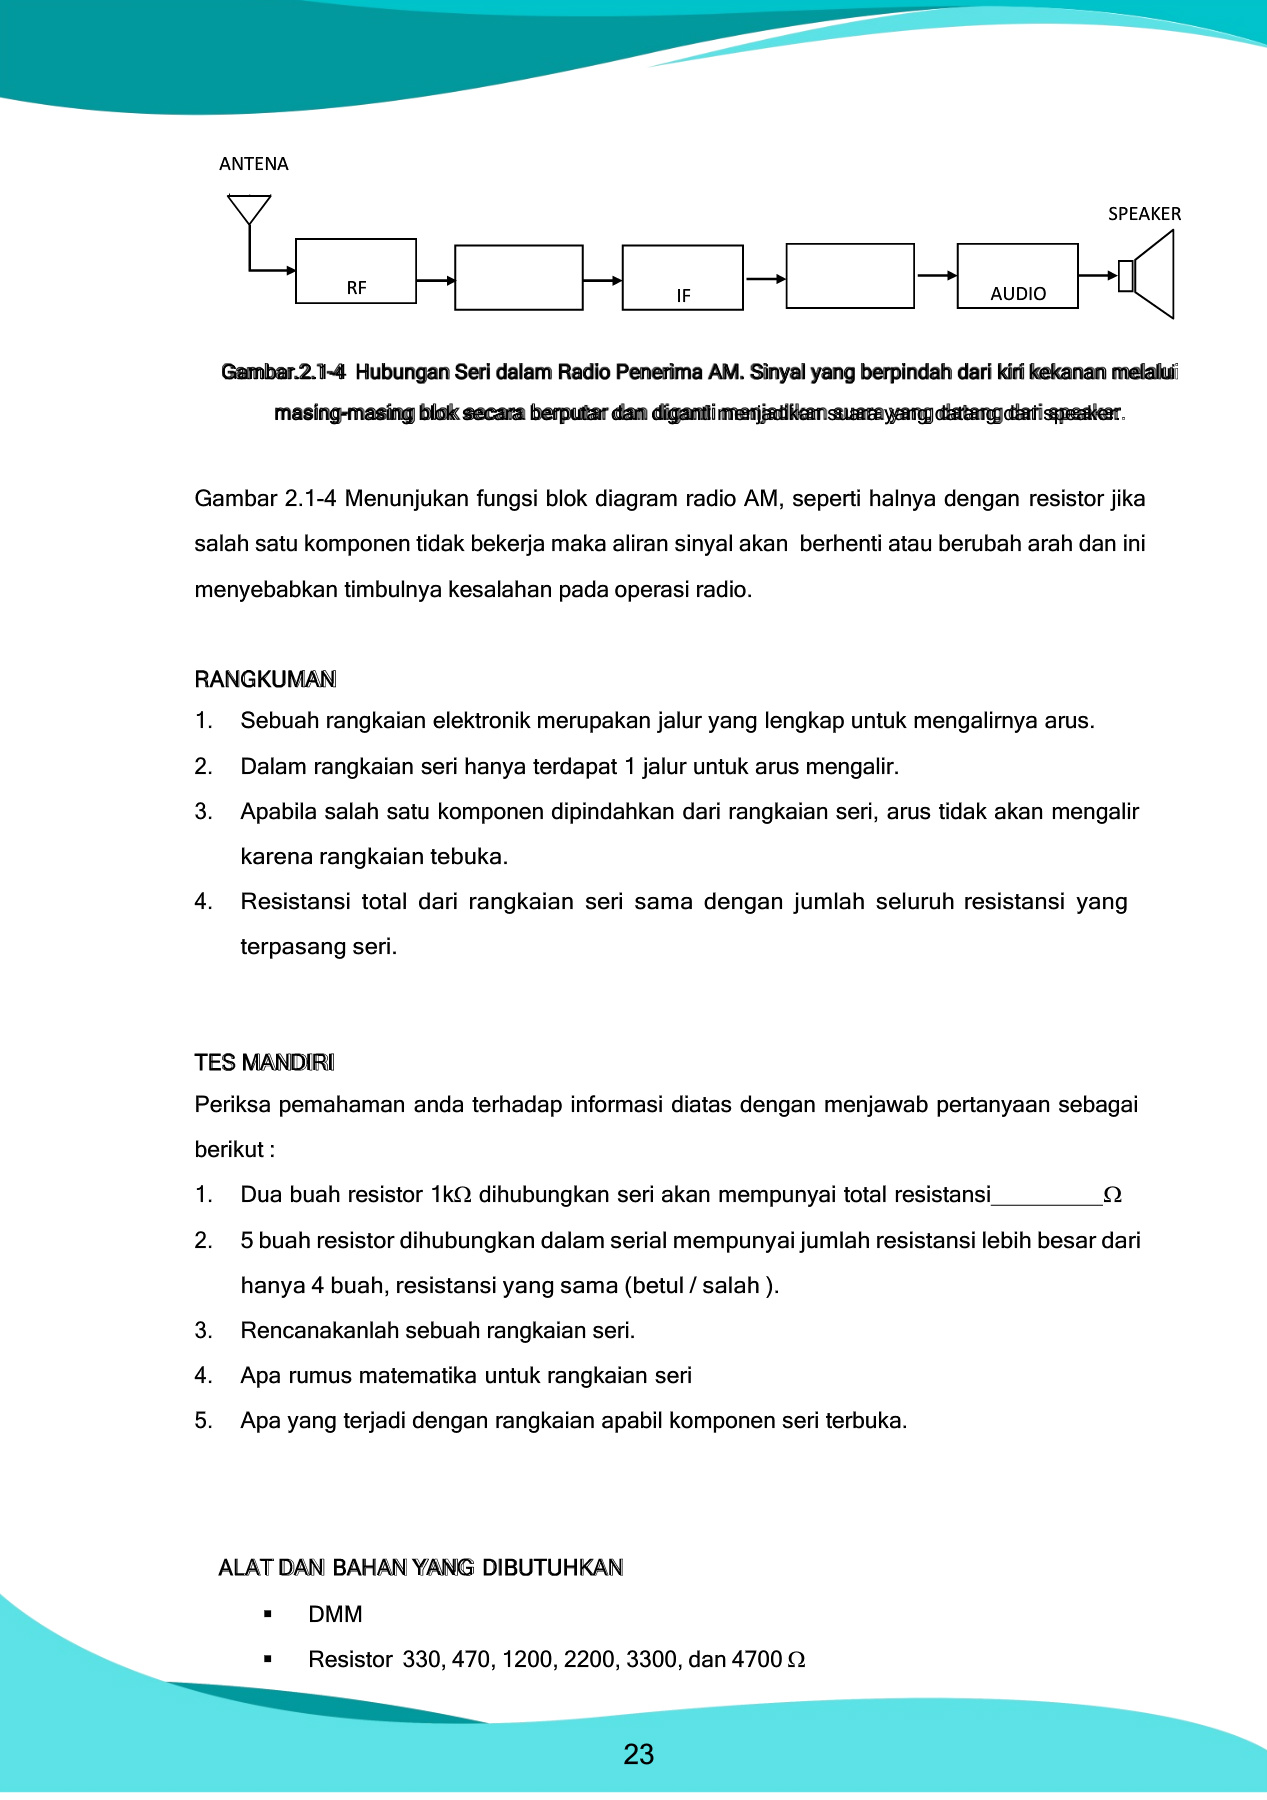 ANTENA
SPEAKER
RF
IF
AUDIO
Gambar.2.1-4 Hubungan Seri dalam Radio Penerima AM. Sinyal yang berpindah dari kiri kekanan melalui
masing-masing blok secara berputar dan diganti menjadikan suara yang datang dari speaker.
Gambar 2.1-4 Menunjukan fungsi blok diagram radio AM, seperti halnya dengan resistor jika
salah satu komponen tidak bekerja maka aliran sinyal akan berhenti atau berubah arah dan ini
menyebabkan timbulnya kesalahan pada operasi radio.
RANGKUMAN
1. Sebuah rangkaian elektronik merupakan jalur yang lengkap untuk mengalirnya arus.
2. Dalam rangkaian seri hanya terdapat 1 jalur untuk arus mengalir.
3. Apabila salah satu komponen dipindahkan dari rangkaian seri, arus tidak akan mengalir
karena rangkaian tebuka.
4. Resistansi total dari rangkaian seri sama dengan jumlah seluruh resistansi yang
terpasang seri.
TES MANDIRI
Periksa pemahaman anda terhadap informasi diatas dengan menjawab pertanyaan sebagai
berikut :
1. Dua buah resistor 1kΩ dihubungkan seri akan mempunyai total resistansi_________Ω
2. 5 buah resistor dihubungkan dalam serial mempunyai jumlah resistansi lebih besar dari
hanya 4 buah, resistansi yang sama (betul / salah ).
3. Rencanakanlah sebuah rangkaian seri.
4. Apa rumus matematika untuk rangkaian seri
5. Apa yang terjadi dengan rangkaian apabil komponen seri terbuka.
ALAT DAN BAHAN YANG DIBUTUHKAN
▪ DMM
▪ Resistor 330, 470, 1200, 2200, 3300, dan 4700 Ω
23